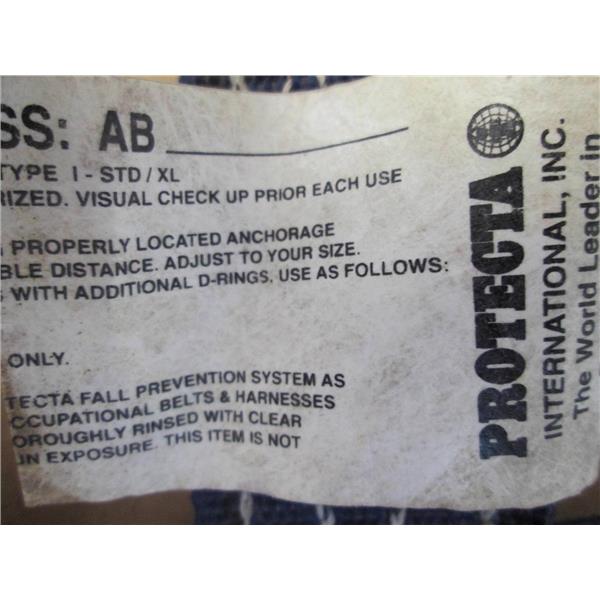 SS: AB
TYPE I - STD / XL
RIZED. VISUAL CHECK UP PRIOR EACH USE
PROPERLY LOCATED ANCHORAGE
BLE DISTANCE. ADJUST TO YOUR SIZE.
WITH ADDITIONAL D-RINGS. USE AS FOLLOWS:
ONLY.
TECTA FALL PREVENTION SYSTEM AS
CCUPATIONAL BELTS & HARNESSES
OROUGHLY RINSED WITH CLEAR
UN EXPOSURE. THIS ITEM IS NOT
PROTECTA
INTERNATIONAL, INC.
The World Leader in